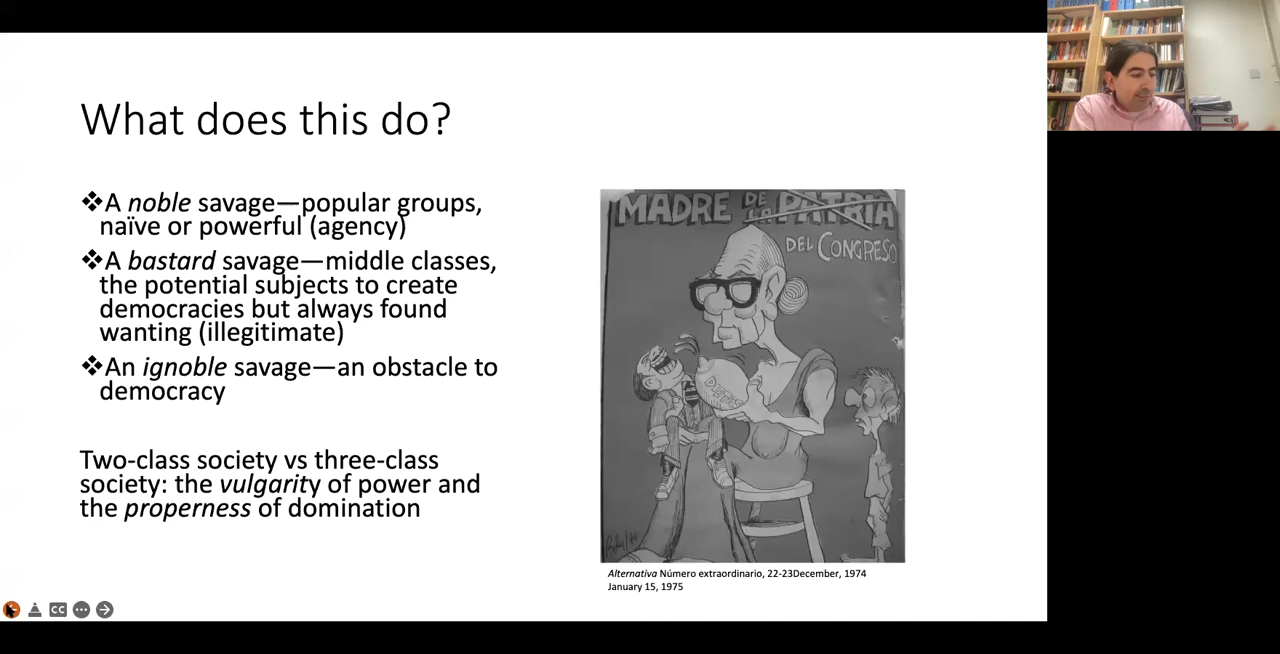 What does this do?
❖A noble savage—popular groups,
naïve or powerful (agency)
❖A bastard savage—middle classes,
the potential subjects to create
democracies but always found
wanting (illegitimate)
❖An ignoble savage—an obstacle to
democracy
Two-class society vs three-class
society: the vulgarity of power and
the properness of domination
MADRE DE LA PATRIA
DEL CONGRESO
Alternativa Número extraordinario, 22-23December, 1974
January 15, 1975
CC